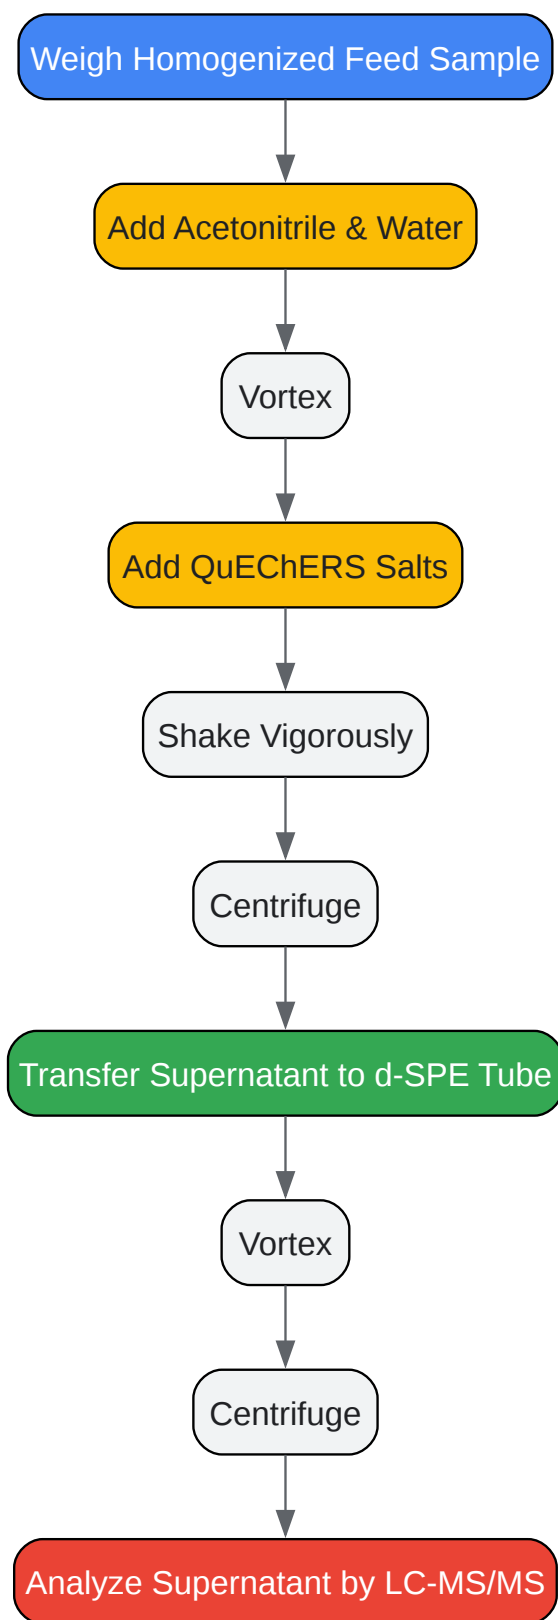 Weigh Homogenized Feed Sample
Add Acetonitrile & Water
Vortex
Add QuEChERS Salts
Shake Vigorously
Centrifuge
Transfer Supernatant to d-SPE Tube
Vortex
Centrifuge
Analyze Supernatant by LC-MS/MS